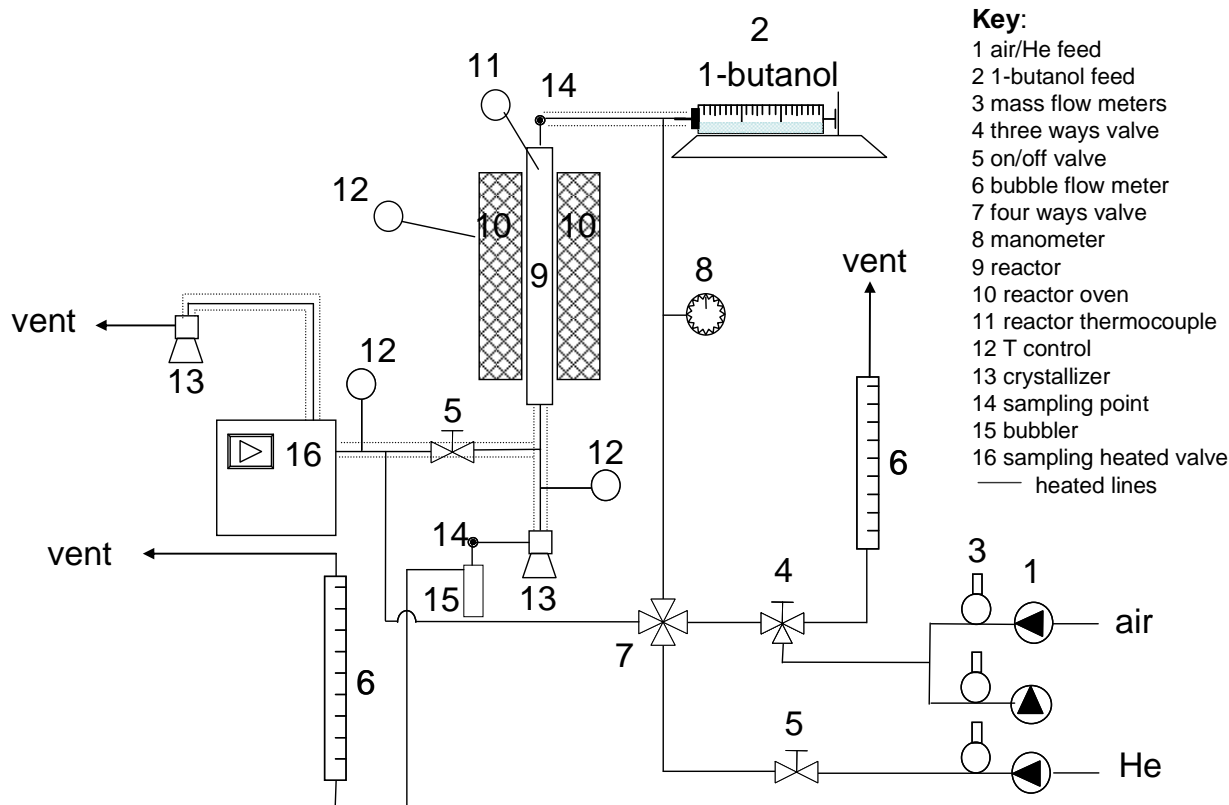 2
1-butanol
11
14
12
10
10
9
8
vent
vent
13
12
5
16
12
6
14
vent
15
13
4
3
1
air
7
6
5
He
Key:
1 air/He feed
2 1-butanol feed
3 mass flow meters
4 three ways valve
5 on/off valve
6 bubble flow meter
7 four ways valve
8 manometer
9 reactor
10 reactor oven
11 reactor thermocouple
12 T control
13 crystallizer
14 sampling point
15 bubbler
16 sampling heated valve
heated lines